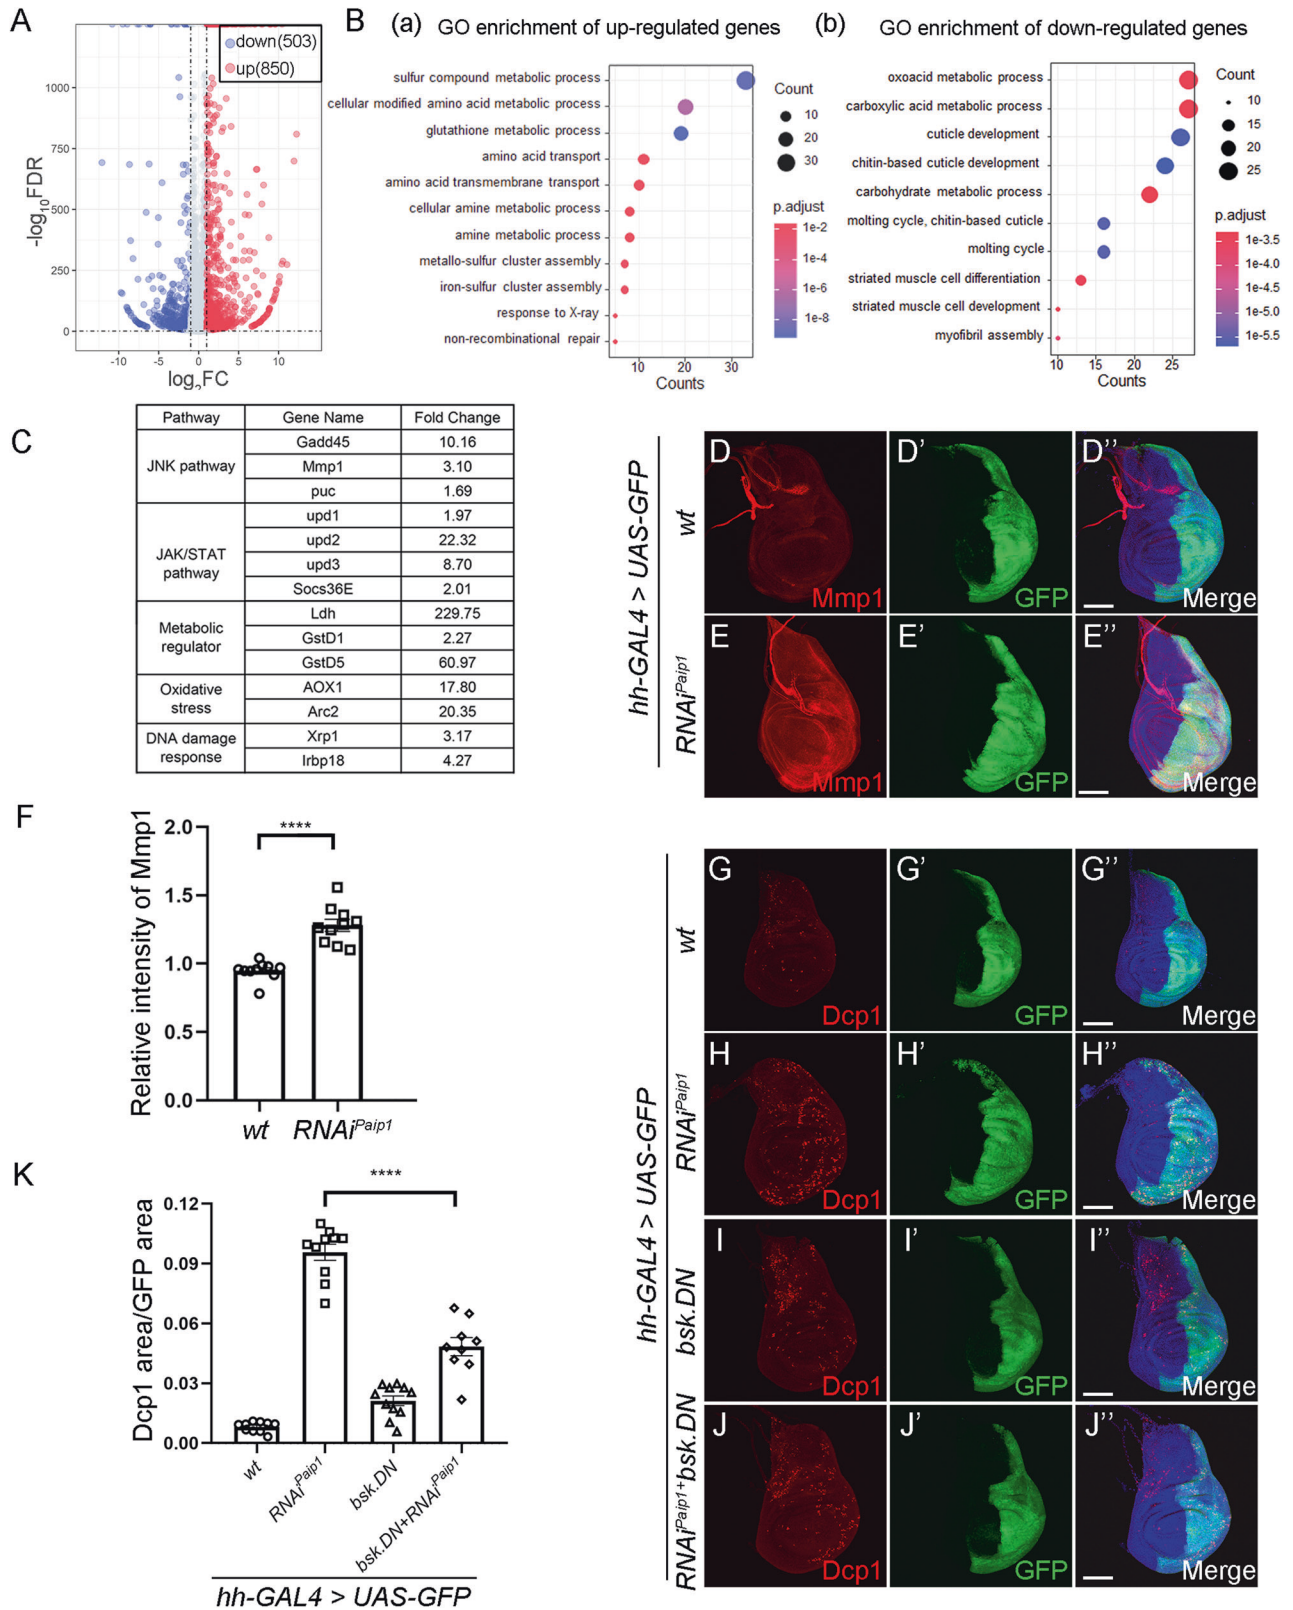 A
down(503)
up(850)
1000
750
500
250
0
-log10FDR
-10
-5
0
5
10
log2FC
B
(a)
GO enrichment of up-regulated genes
sulfur compound metabolic process
cellular modified amino acid metabolic process
glutathione metabolic process
amino acid transport
amino acid transmembrane transport
cellular amine metabolic process
amine metabolic process
metallo-sulfur cluster assembly
iron-sulfur cluster assembly
response to X-ray
non-recombinational repair
10
20
30
Counts
Count
10
20
30
p.adjust
1e-2
1e-4
1e-6
1e-8
(b)
GO enrichment of down-regulated genes
oxoacid metabolic process
carboxylic acid metabolic process
cuticle development
chitin-based cuticle development
carbohydrate metabolic process
molting cycle, chitin-based cuticle
molting cycle
striated muscle cell differentiation
striated muscle cell development
myofibril assembly
10
15
20
25
Counts
Count
10
15
20
25
p.adjust
1e-3.5
1e-4.0
1e-4.5
1e-5.0
1e-5.5
C
Pathway Gene Name Fold Change
JNK pathway
Gadd45 10.16
Mmp1 3.10
puc 1.69
JAK/STAT
pathway
upd1 1.97
upd2 22.32
upd3 8.70
Socs36E 2.01
Metabolic
regulator
Ldh 229.75
GstD1 2.27
GstD5 60.97
Oxidative
stress
AOX1 17.80
Arc2 20.35
DNA damage
response
Xrp1 3.17
Irbp18 4.27
hh-GAL4 > UAS-GFP
wt
D
Mmp1
D'
GFP
D''
Merge
RNAiPaip1
E
Mmp1
E'
GFP
E''
Merge
F
Relative intensity of Mmp1
2.0
1.5
1.0
0.5
0.0
****
wt
RNAiPaip1
hh-GAL4 > UAS-GFP
wt
G
Dcp1
G'
GFP
G''
Merge
RNAiPaip1
H
Dcp1
H'
GFP
H''
Merge
bsk.DN
I
Dcp1
I'
GFP
I''
Merge
RNAiPaip1+bsk.DN
J
Dcp1
J'
GFP
J''
Merge
K
Dcp1 area/GFP area
0.12
0.09
0.06
0.03
0.00
****
wt
RNAiPaip1
bsk.DN
bsk.DN+RNAiPaip1
hh-GAL4 > UAS-GFP